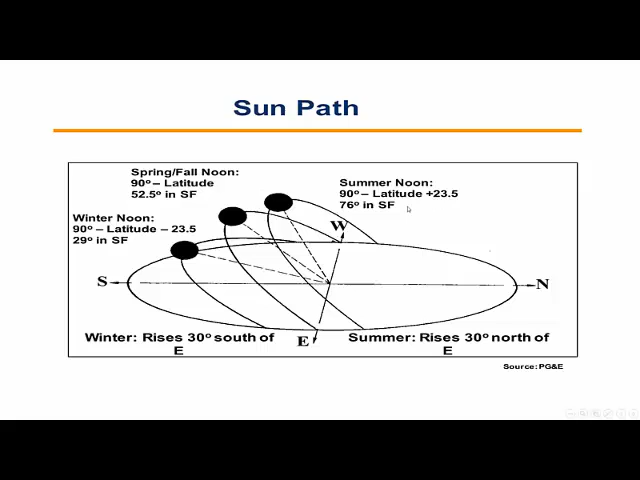 Sun Path
Spring/Fall Noon:
90º – Latitude
52.5º in SF
Summer Noon:
90º – Latitude +23.5
76º in SF
Winter Noon:
90º – Latitude – 23.5
29º in SF
W
S
N
E
Winter: Rises 30º south of
E
Summer: Rises 30º north of
E
Source: PG&E